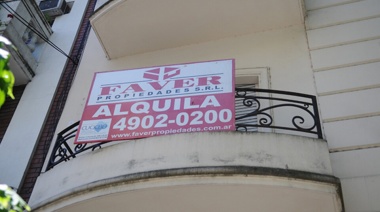 FAVER
PROPIEDADES S.R.L.
ALQUILA
4902-0200
www.faverpropiedades.com.ar